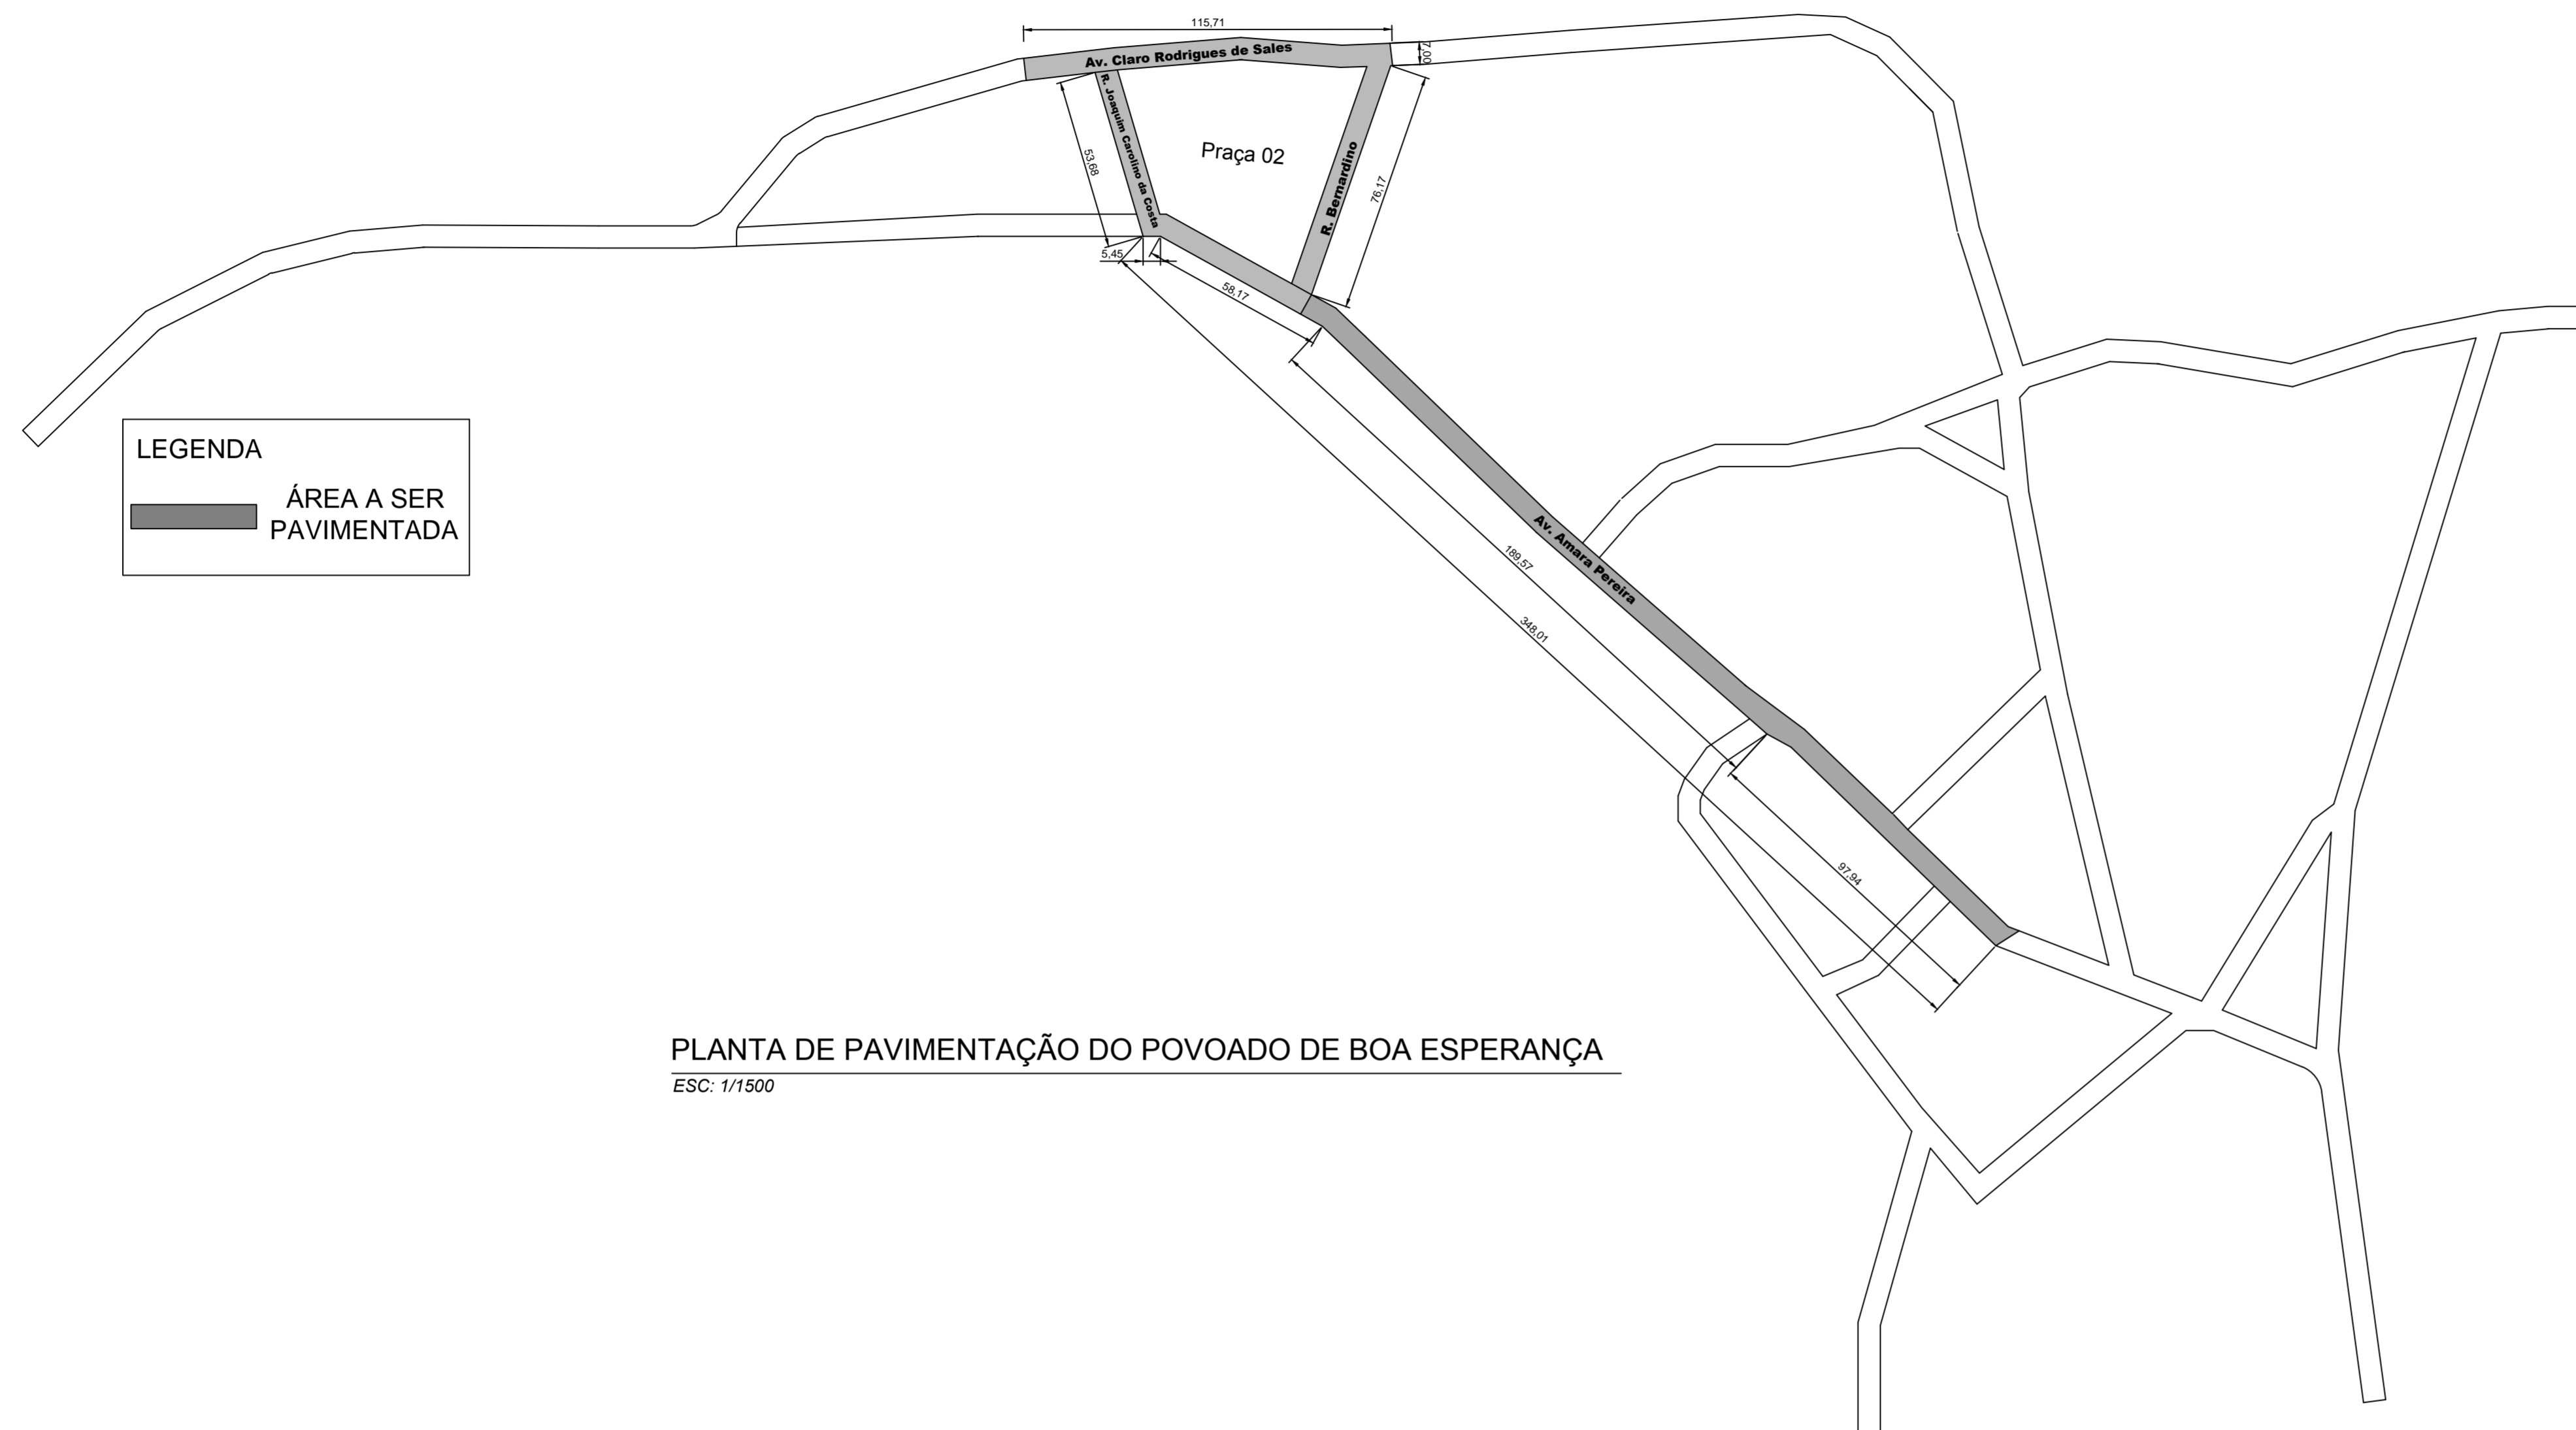 115,71
7,00
Av. Claro Rodrigues de Sales
R. Joaquim Carolino da Costa
53,68
Praça 02
R. Bernardino
76,17
5,45
58,17
LEGENDA
ÁREA A SER
PAVIMENTADA
Av. Amara Pereira
189,57
348,01
97,94
PLANTA DE PAVIMENTAÇÃO DO POVOADO DE BOA ESPERANÇA
ESC: 1/1500